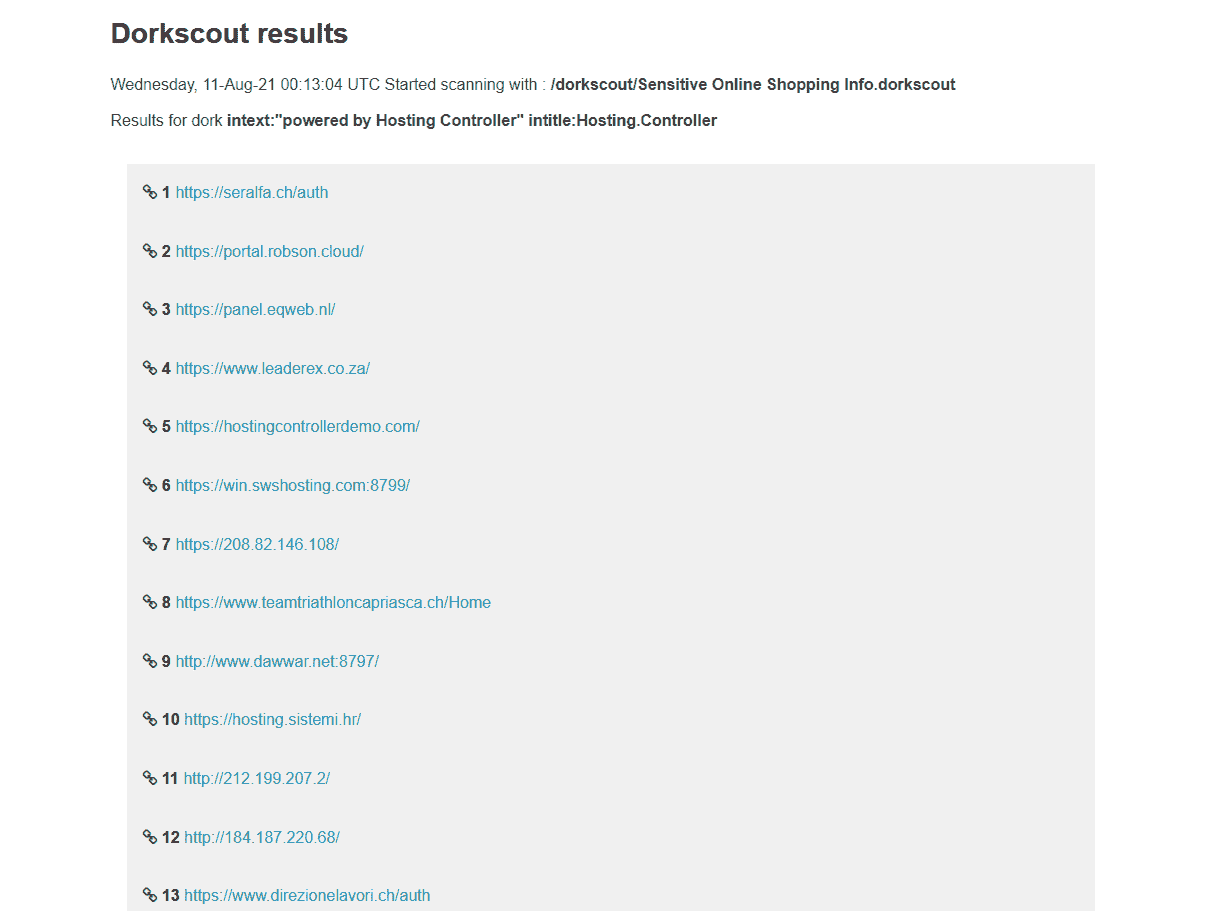 Dorkscout results
Wednesday, 11-Aug-21 00:13:04 UTC Started scanning with : /dorkscout/Sensitive Online Shopping Info.dorkscout
Results for dork intext:"powered by Hosting Controller" intitle:Hosting.Controller
1 https://seralfa.ch/auth
2 https://portal.robson.cloud/
3 https://panel.eqweb.nl/
4 https://www.leaderex.co.za/
5 https://hostingcontrollerdemo.com/
6 https://win.swshosting.com:8799/
7 https://208.82.146.108/
8 https://www.teamtriathloncapriasca.ch/Home
9 http://www.dawwar.net:8797/
10 https://hosting.sistemi.hr/
11 http://212.199.207.2/
12 http://184.187.220.68/
13 https://www.direzionelavori.ch/auth